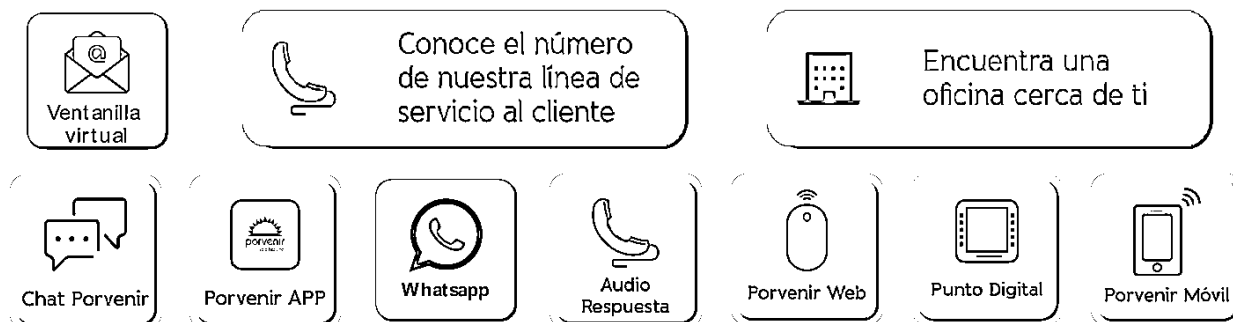 @
Ventanilla
virtual
Conoce el número
de nuestra línea de
servicio al cliente
Encuentra una
oficina cerca de ti
Chat Porvenir
porvenir
Porvenir APP
Whatsapp
Audio
Respuesta
Porvenir Web
Punto Digital
Porvenir Móvil